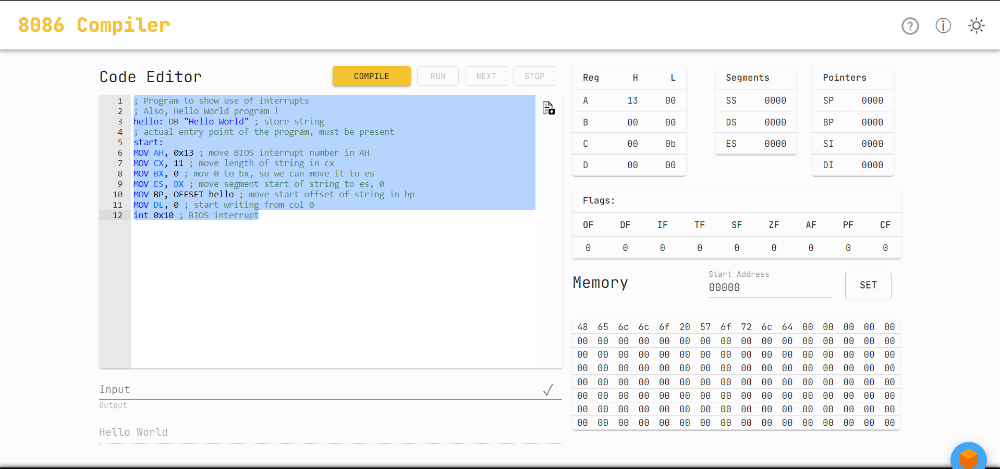 8086 Compiler
Code Editor
COMPILE
RUN
NEXT
STOP
1 ; Program to show use of interrupts
2 ; Also, Hello World program !
3 hello: DB "Hello World" ; store string
4 ; actual entry point of the program, must be present
5 start:
6 MOV AH, 0x13 ; move BIOS interrupt number in AH
7 MOV CX, 11 ; move length of string in cx
8 MOV BX, 0 ; mov 0 to bx, so we can move it to es
9 MOV ES, BX ; move segment start of string to es, 0
10 MOV BP, OFFSET hello ; move start offset of string in bp
11 MOV DL, 0 ; start writing from col 0
12 int 0x10 ; BIOS interrupt
Input
Output
Hello World
Reg H L
A 13 00
B 00 00
C 00 0b
D 00 00
Segments
SS 0000
DS 0000
ES 0000
Pointers
SP 0000
BP 0000
SI 0000
DI 0000
Flags:
OF DF IF TF SF ZF AF PF CF
0 0 0 0 0 0 0 0 0
Memory
Start Address
00000
SET
48 65 6c 6c 6f 20 57 6f 72 6c 64 00 00 00 00 00
00 00 00 00 00 00 00 00 00 00 00 00 00 00 00 00
00 00 00 00 00 00 00 00 00 00 00 00 00 00 00 00
00 00 00 00 00 00 00 00 00 00 00 00 00 00 00 00
00 00 00 00 00 00 00 00 00 00 00 00 00 00 00 00
00 00 00 00 00 00 00 00 00 00 00 00 00 00 00 00
00 00 00 00 00 00 00 00 00 00 00 00 00 00 00 00
00 00 00 00 00 00 00 00 00 00 00 00 00 00 00 00